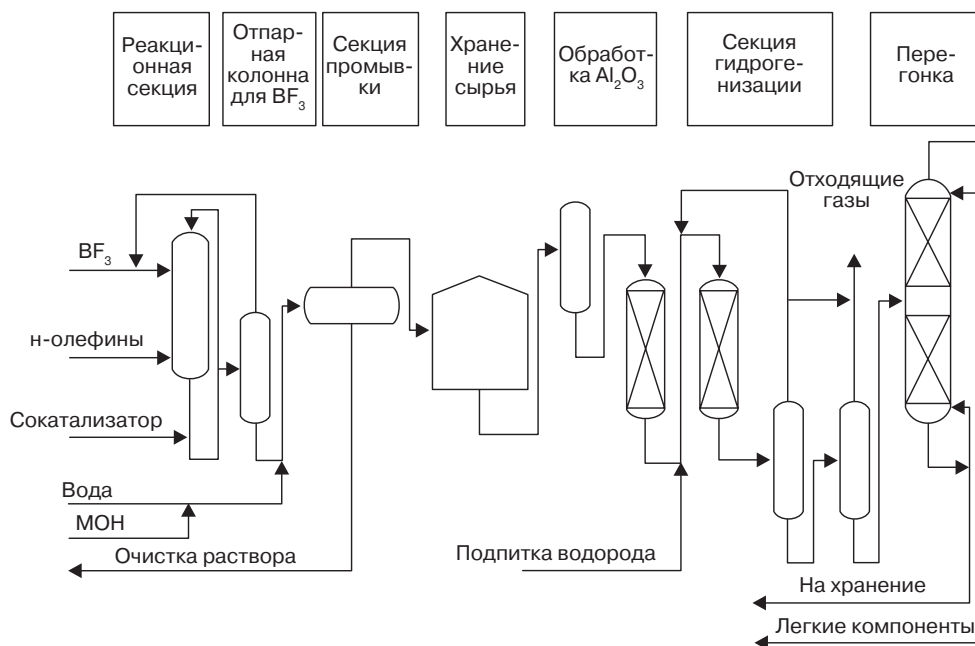 Реакци-
онная
секция
Отпар-
ная
колонна
для BF₃
Секция
промыв-
ки
Хране-
ние
сырья
Обработ-
ка Al₂O₃
Секция
гидроге-
низации
Пере-
гонка
Отходящие
газы
BF₃
н-олефины
Сокатализатор
Вода
МОН
Очистка раствора
Подпитка водорода
На хранение
Легкие компоненты